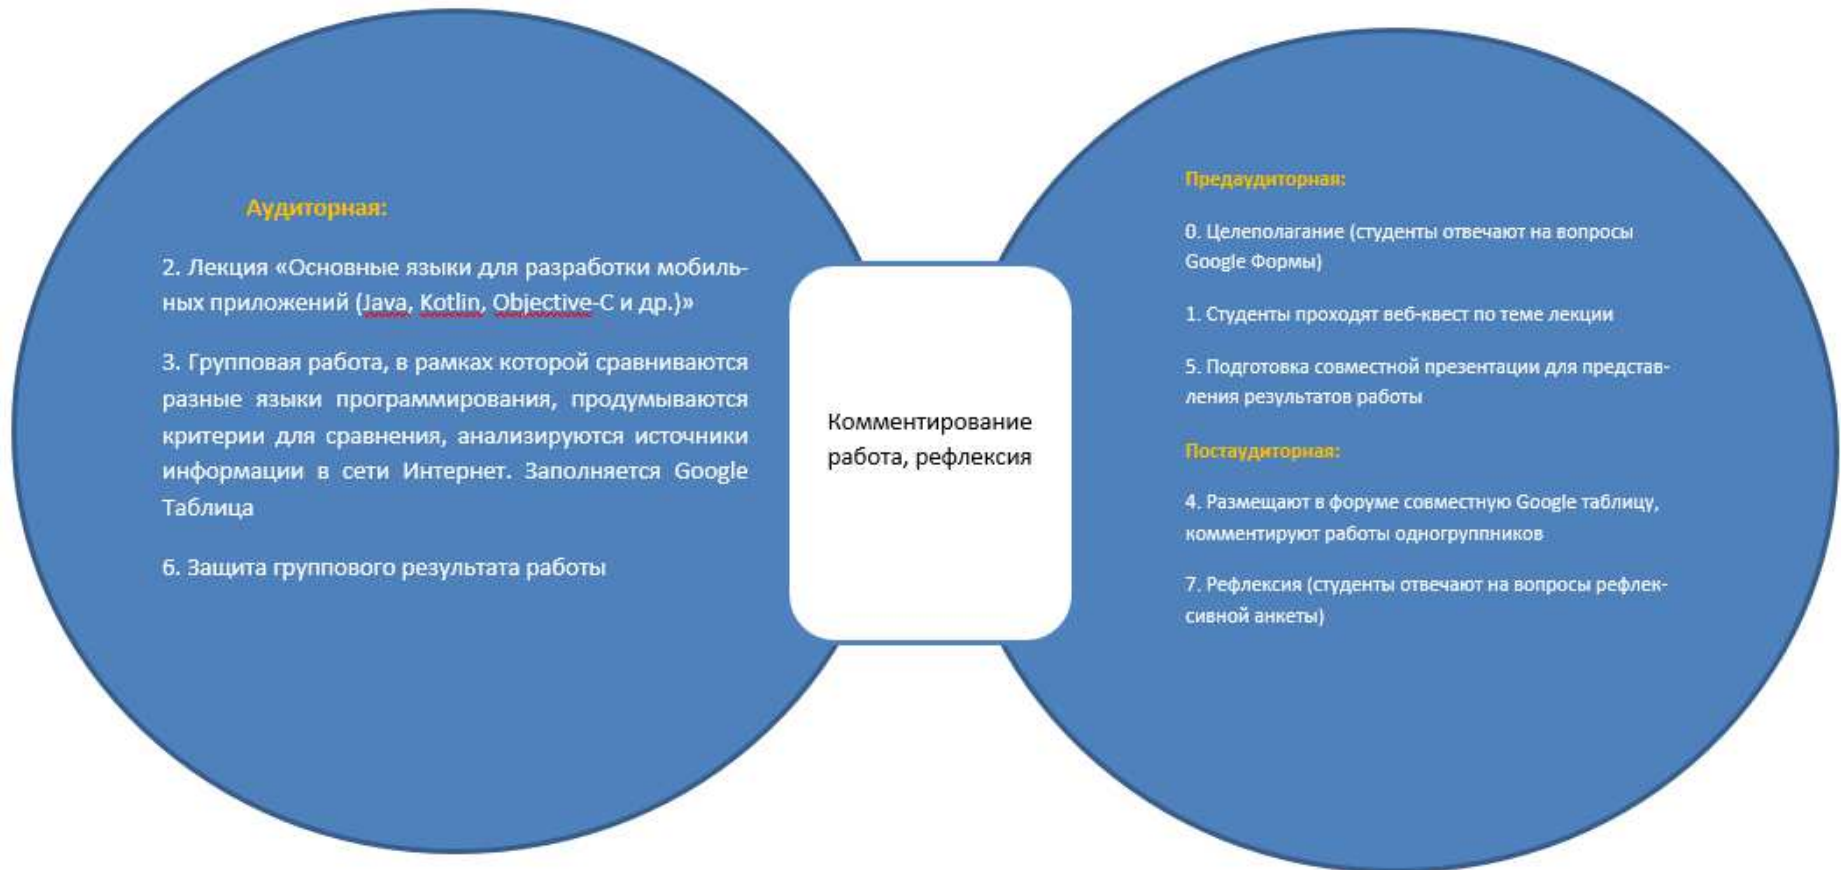 Аудиторная:
2. Лекция «Основные языки для разработки мобиль-
ных приложений (Java, Kotlin, Objective-C и др.)»
3. Групповая работа, в рамках которой сравниваются
разные языки программирования, продумываются
критерии для сравнения, анализируются источники
информации в сети Интернет. Заполняется Google
Таблица
6. Защита группового результата работы
Комментирование
работа, рефлексия
Предаудиторная:
0. Целеполагание (студенты отвечают на вопросы
Google Формы)
1. Студенты проходят веб-квест по теме лекции
5. Подготовка совместной презентации для представ-
ления результатов работы
Постаудиторная:
4. Размещают в форуме совместную Google таблицу,
комментируют работы одногруппников
7. Рефлексия (студенты отвечают на вопросы рефлек-
сивной анкеты)